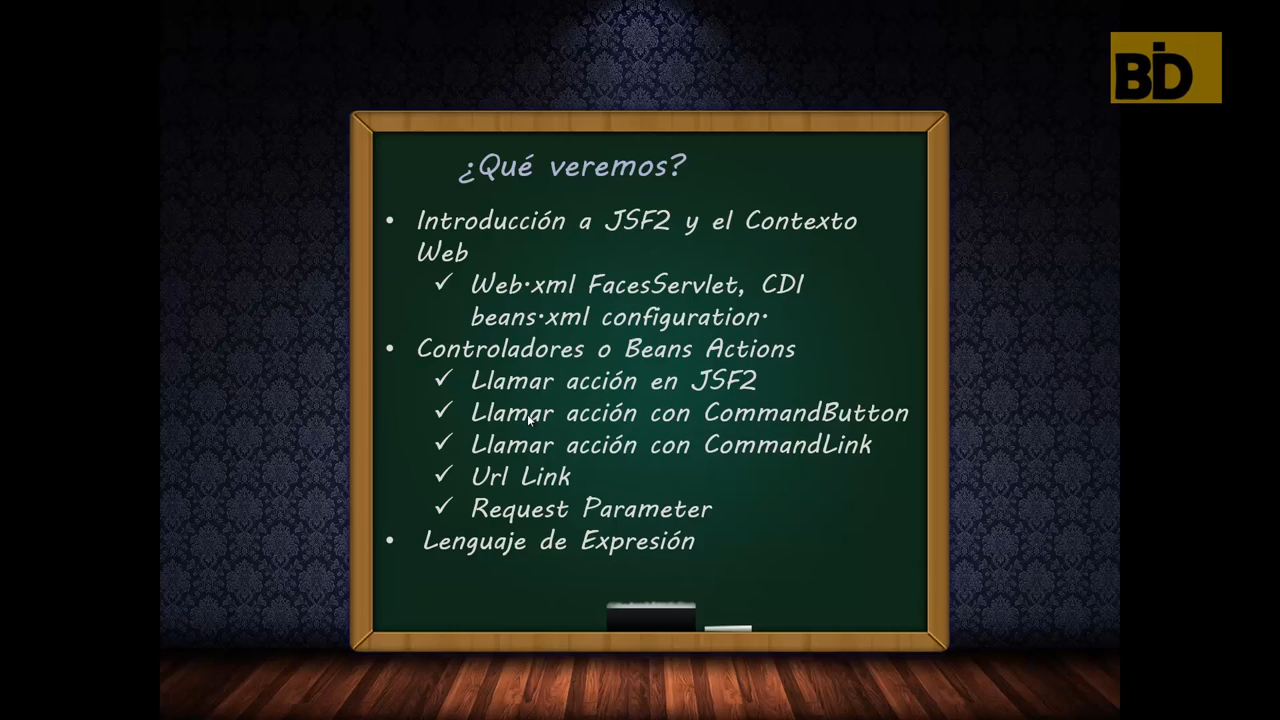 BID
¿Qué veremos?
• Introducción a JSF2 y el Contexto
Web
✓ Web.xml FacesServlet, CDI
beans.xml configuration.
• Controladores o Beans Actions
✓ Llamar acción en JSF2
✓ Llamar acción con CommandButton
✓ Llamar acción con CommandLink
✓ Url Link
✓ Request Parameter
• Lenguaje de Expresión